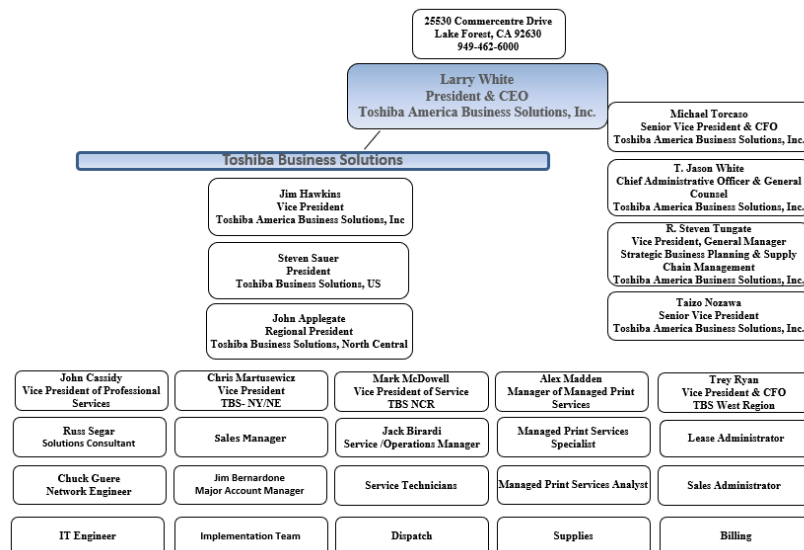 25530 Commercentre Drive
Lake Forest, CA 92630
949-462-6000
Larry White
President & CEO
Toshiba America Business Solutions, Inc.
Michael Torcaso
Senior Vice President & CFO
Toshiba America Business Solutions, Inc.
Toshiba Business Solutions
T. Jason White
Chief Administrative Officer & General
Counsel
Toshiba America Business Solutions, Inc.
Jim Hawkins
Vice President
Toshiba America Business Solutions, Inc
R. Steven Tungate
Vice President, General Manager
Strategic Business Planning & Supply
Chain Management
Toshiba America Business Solutions, Inc.
Steven Sauer
President
Toshiba Business Solutions, US
Taizo Nozawa
Senior Vice President
Toshiba America Business Solutions, Inc.
John Applegate
Regional President
Toshiba Business Solutions, North Central
John Cassidy
Vice President of Professional
Services
Chris Martusewicz
Vice President
TBS- NY/NE
Mark McDowell
Vice President of Service
TBS NCR
Alex Madden
Manager of Managed Print
Services
Trey Ryan
Vice President & CFO
TBS West Region
Russ Segar
Solutions Consultant
Sales Manager
Jack Birardi
Service /Operations Manager
Managed Print Services
Specialist
Lease Administrator
Chuck Guere
Network Engineer
Jim Bernardone
Major Account Manager
Service Technicians
Managed Print Services Analyst
Sales Administrator
IT Engineer
Implementation Team
Dispatch
Supplies
Billing